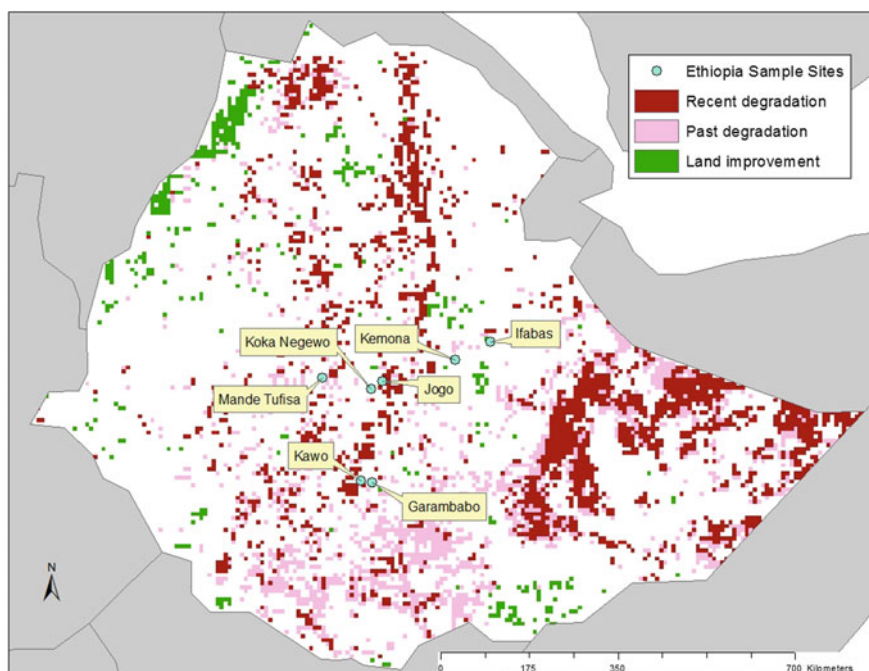 Ethiopia Sample Sites
Recent degradation
Past degradation
Land improvement
Ifabas
Kemona
Koka Negewo
Jogo
Mande Tufisa
Kawo
Garambabo
N
0 175 350 700 Kilometers